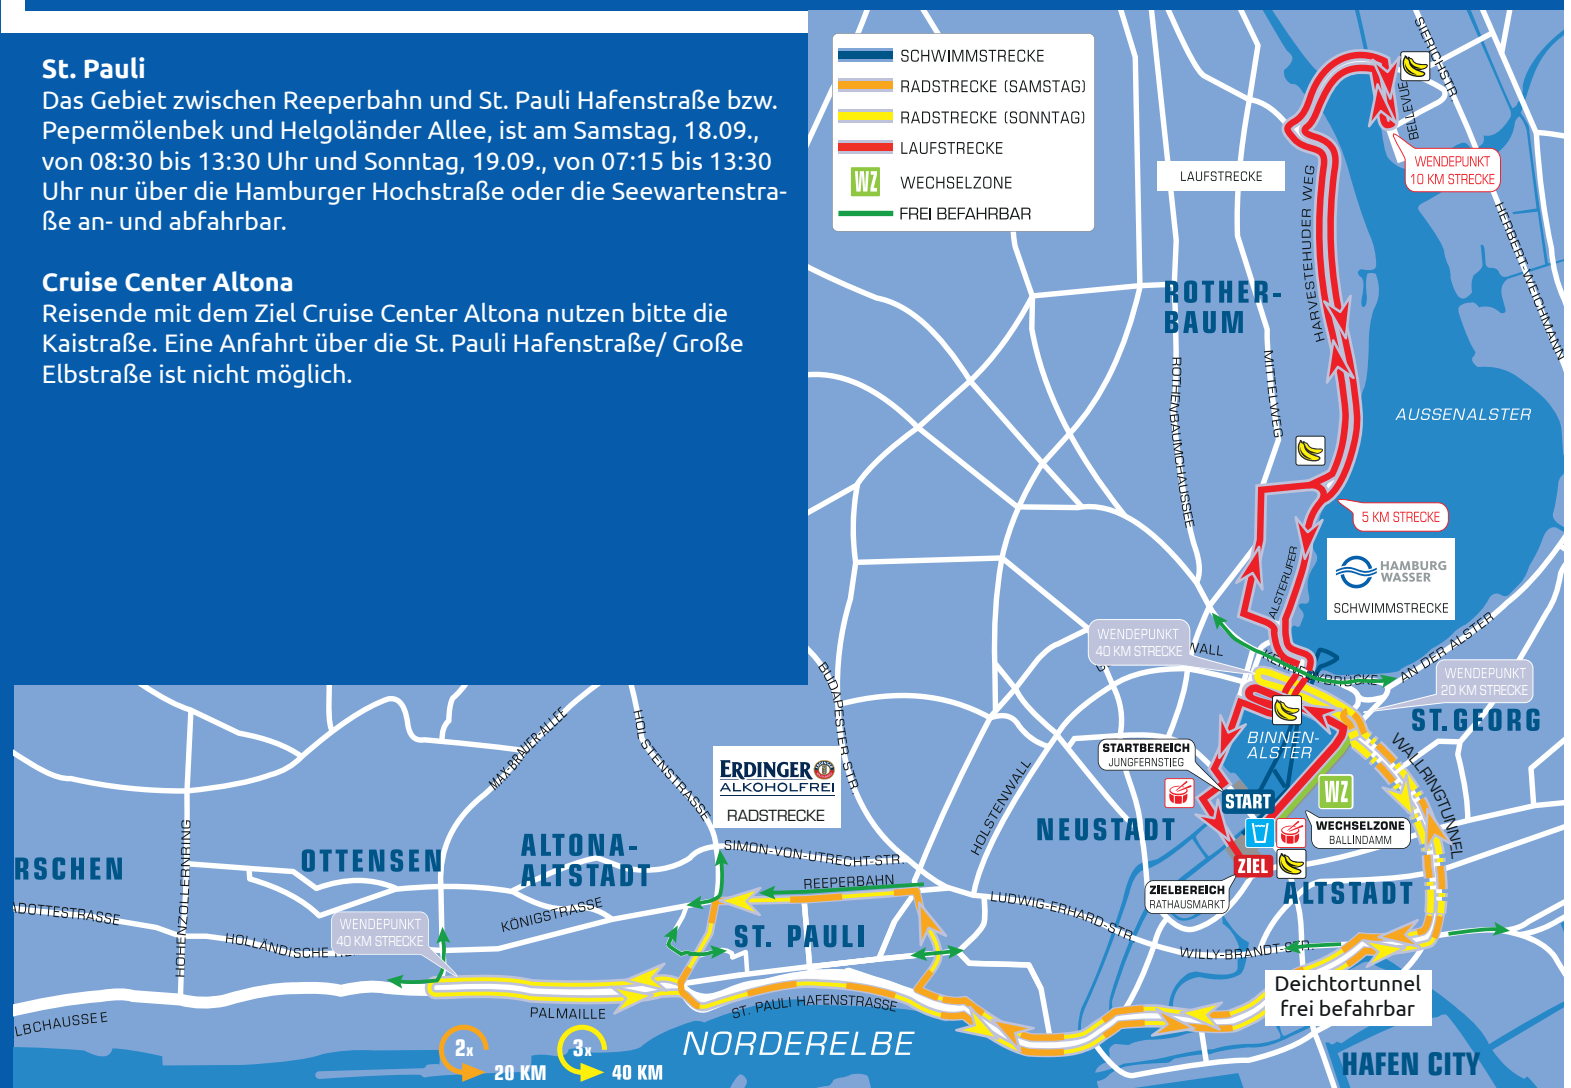 St. Pauli
Das Gebiet zwischen Reeperbahn und St. Pauli Hafenstraße bzw.
Pepermölenbek und Helgoländer Allee, ist am Samstag, 18.09.,
von 08:30 bis 13:30 Uhr und Sonntag, 19.09., von 07:15 bis 13:30
Uhr nur über die Hamburger Hochstraße oder die Seewartenstra-
ße an- und abfahrbar.
Cruise Center Altona
Reisende mit dem Ziel Cruise Center Altona nutzen bitte die
Kaistraße. Eine Anfahrt über die St. Pauli Hafenstraße/ Große
Elbstraße ist nicht möglich.
SCHWIMMSTRECKE
RADSTRECKE (SAMSTAG)
RADSTRECKE (SONNTAG)
LAUFSTRECKE
WZ WECHSELZONE
FREI BEFAHRBAR
SIERICHSTR.
BELLEVUE
WENDEPUNKT
10 KM STRECKE
LAUFSTRECKE
HARVESTEHUDER WEG
HERBERT-WEICHMANN
ROTHER-
BAUM
ROTHENBAUMCHAUSSEE
MITTELWEG
AUSSENALSTER
5 KM STRECKE
ALSTERUFER
HAMBURG
WASSER
SCHWIMMSTRECKE
WENDEPUNKT
40 KM STRECKE
WALL
KENNEDYBRÜCKE
AN DER ALSTER
WENDEPUNKT
20 KM STRECKE
ST. GEORG
BINNEN-
ALSTER
WALLRINGTUNNEL
STARTBEREICH
JUNGFERNSTIEG
START
WZ
WECHSELZONE
BALLINDAMM
NEUSTADT
ZIEL
ZIELBEREICH
RATHAUSMARKT
ALTSTADT
BUDAPESTER STR.
HOLSTENWALL
HOLSTENSTRASSE
MAX-BRAUER-ALLEE
ERDINGER
ALKOHOLFREI
RADSTRECKE
SIMON-VON-UTRECHT-STR.
REEPERBAHN
LUDWIG-ERHARD-STR.
WILLY-BRANDT-STR.
RSCHEN
OTTENSEN
ALTONA-
ALTSTADT
HOHENZOLLERNRING
ADOTTESTRASSE
KÖNIGSTRASSE
HOLLÄNDISCHE
WENDEPUNKT
40 KM STRECKE
ST. PAULI
Deichtortunnel
frei befahrbar
LBCHAUSSEE
PALMAILLE
ST. PAULI HAFENSTRASSE
NORDERELBE
2x
20 KM
3x
40 KM
HAFEN CITY